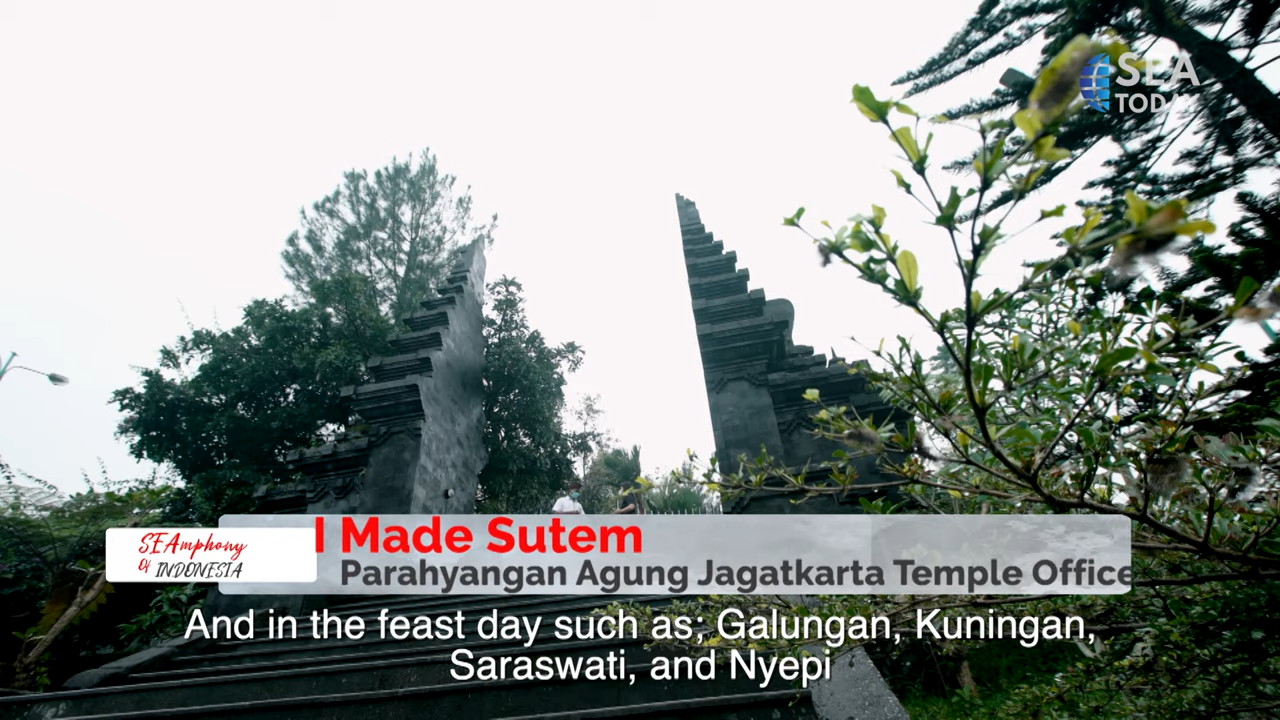 SEA
TODAY
I Made Sutem
SEAmphony
Of INDONESIA
Parahyangan Agung Jagatkarta Temple Office
And in the feast day such as; Galungan, Kuningan,
Saraswati, and Nyepi